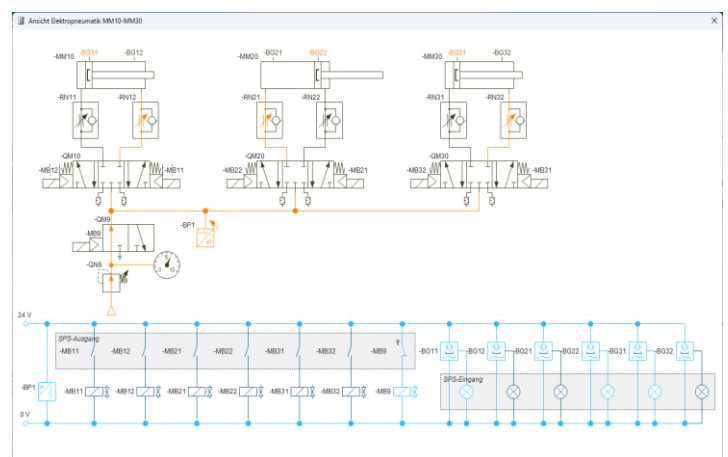 Ansicht Elektropneumatik MM10-MM30
-MM10 -BG11 -BG12
-MM20 -BG21 -BG22
-MM30 -BG31 -BG32
-RN11 -RN12
-RN21 -RN22
-RN31 -RN32
-QM10
-QM20
-QM30
-MB12 -MB11
-MB22 -MB21
-MB32 -MB31
-QM9
-MB9
-BP1
P
-QN8
0 5 10
24 V
SPS-Ausgang
-MB11 -MB12 -MB21 -MB22 -MB31 -MB32 -MB9
-BG11 -BG12 -BG21 -BG22 -BG31 -BG32
SPS-Eingang
-BP1
-MB11 -MB12 -MB21 -MB22 -MB31 -MB32 -MB9
0 V